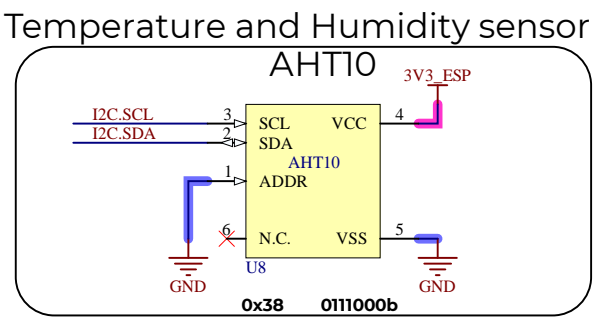 Temperature and Humidity sensor
AHT10
3V3_ESP
I2C.SCL 3 SCL VCC 4
I2C.SDA 2 SDA
AHT10
1 ADDR
6 N.C. VSS 5
U8
GND GND
0x38 0111000b